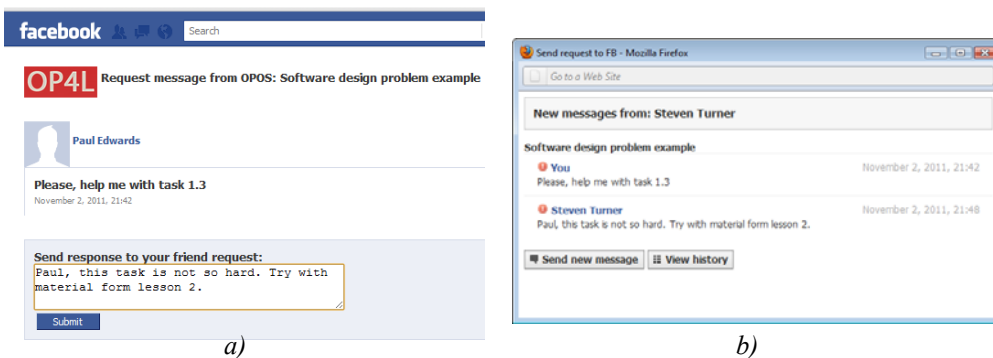 facebook
Search
OP4L
Request message from OPOS: Software design problem example
Paul Edwards
Please, help me with task 1.3
November 2, 2011, 21:42
Send response to your friend request:
Paul, this task is not so hard. Try with
material form lesson 2.
Submit
a)
Send request to FB - Mozilla Firefox
Go to a Web Site
New messages from: Steven Turner
Software design problem example
You November 2, 2011, 21:42
Please, help me with task 1.3
Steven Turner November 2, 2011, 21:48
Paul, this task is not so hard. Try with material form lesson 2.
Send new message View history
b)